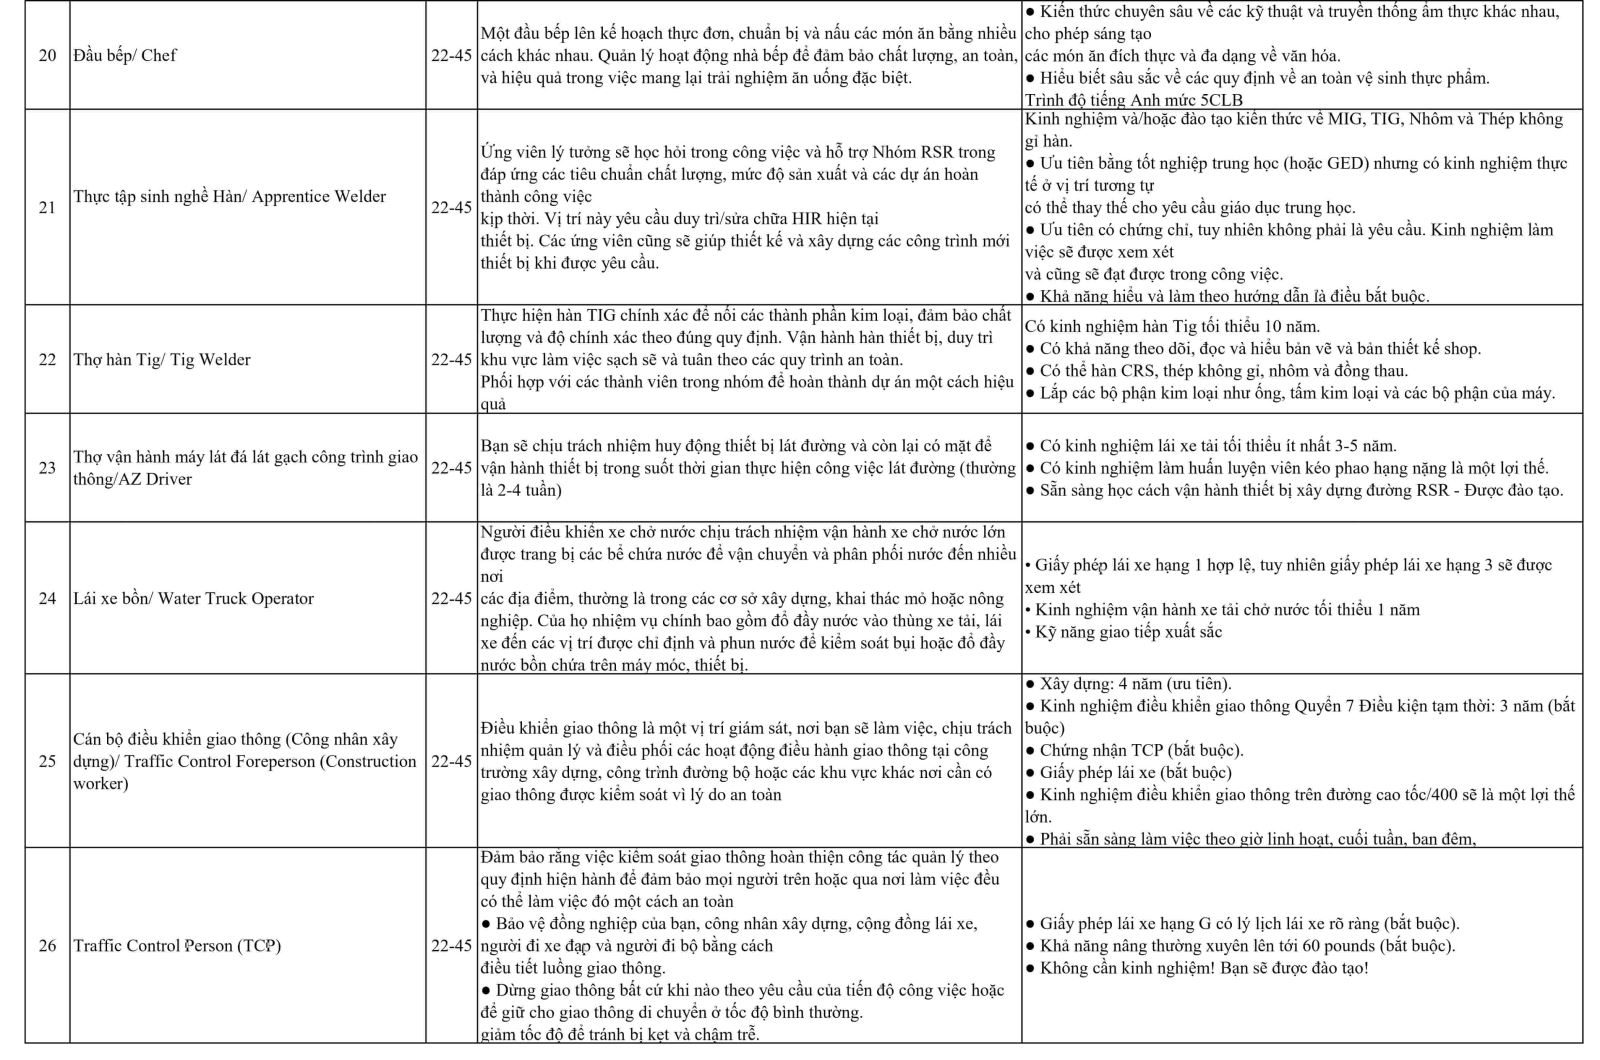 20
Đầu bếp/ Chef
22-45
Một đầu bếp lên kế hoạch thực đơn, chuẩn bị và nấu các món ăn bằng nhiều
cách khác nhau. Quản lý hoạt động nhà bếp để đảm bảo chất lượng, an toàn,
và hiệu quả trong việc mang lại trải nghiệm ăn uống đặc biệt.
● Kiến thức chuyên sâu về các kỹ thuật và truyền thống ẩm thực khác nhau,
cho phép sáng tạo
các món ăn đích thực và đa dạng về văn hóa.
● Hiểu biết sâu sắc về các quy định về an toàn vệ sinh thực phẩm.
Trình độ tiếng Anh mức 5CLB
21
Thực tập sinh nghề Hàn/ Apprentice Welder
22-45
Ứng viên lý tưởng sẽ học hỏi trong công việc và hỗ trợ Nhóm RSR trong
đáp ứng các tiêu chuẩn chất lượng, mức độ sản xuất và các dự án hoàn
thành công việc
kịp thời. Vị trí này yêu cầu duy trì/sửa chữa HIR hiện tại
thiết bị. Các ứng viên cũng sẽ giúp thiết kế và xây dựng các công trình mới
thiết bị khi được yêu cầu.
Kinh nghiệm và/hoặc đào tạo kiến thức về MIG, TIG, Nhôm và Thép không
gỉ hàn.
● Ưu tiên bằng tốt nghiệp trung học (hoặc GED) nhưng có kinh nghiệm thực
tế ở vị trí tương tự
có thể thay thế cho yêu cầu giáo dục trung học.
● Ưu tiên có chứng chỉ, tuy nhiên không phải là yêu cầu. Kinh nghiệm làm
việc sẽ được xem xét
và cũng sẽ đạt được trong công việc.
● Khả năng hiểu và làm theo hướng dẫn là điều bắt buộc.
22
Thợ hàn Tig/ Tig Welder
22-45
Thực hiện hàn TIG chính xác để nối các thành phần kim loại, đảm bảo chất
lượng và độ chính xác theo đúng quy định. Vận hành hàn thiết bị, duy trì
khu vực làm việc sạch sẽ và tuân theo các quy trình an toàn.
Phối hợp với các thành viên trong nhóm để hoàn thành dự án một cách hiệu
quả
Có kinh nghiệm hàn Tig tối thiểu 10 năm.
● Có khả năng theo dõi, đọc và hiểu bản vẽ và bản thiết kế shop.
● Có thể hàn CRS, thép không gỉ, nhôm và đồng thau.
● Lắp các bộ phận kim loại như ống, tấm kim loại và các bộ phận của máy.
23
Thợ vận hành máy lát đá lát gạch công trình giao
thông/AZ Driver
22-45
Bạn sẽ chịu trách nhiệm huy động thiết bị lát đường và còn lại có mặt để
vận hành thiết bị trong suốt thời gian thực hiện công việc lát đường (thường
là 2-4 tuần)
● Có kinh nghiệm lái xe tải tối thiểu ít nhất 3-5 năm.
● Có kinh nghiệm làm huấn luyện viên kéo phao hạng nặng là một lợi thế.
● Sẵn sàng học cách vận hành thiết bị xây dựng đường RSR - Được đào tạo.
24
Lái xe bồn/ Water Truck Operator
22-45
Người điều khiển xe chở nước chịu trách nhiệm vận hành xe chở nước lớn
được trang bị các bể chứa nước để vận chuyển và phân phối nước đến nhiều
nơi
các địa điểm, thường là trong các cơ sở xây dựng, khai thác mỏ hoặc nông
nghiệp. Của họ nhiệm vụ chính bao gồm đổ đầy nước vào thùng xe tải, lái
xe đến các vị trí được chỉ định và phun nước để kiểm soát bụi hoặc đổ đầy
nước bồn chứa trên máy móc, thiết bị.
• Giấy phép lái xe hạng 1 hợp lệ, tuy nhiên giấy phép lái xe hạng 3 sẽ được
xem xét
• Kinh nghiệm vận hành xe tải chở nước tối thiểu 1 năm
• Kỹ năng giao tiếp xuất sắc
25
Cán bộ điều khiển giao thông (Công nhân xây
dựng)/ Traffic Control Foreperson (Construction
worker)
22-45
Điều khiển giao thông là một vị trí giám sát, nơi bạn sẽ làm việc, chịu trách
nhiệm quản lý và điều phối các hoạt động điều hành giao thông tại công
trường xây dựng, công trình đường bộ hoặc các khu vực khác nơi cần có
giao thông được kiểm soát vì lý do an toàn
● Xây dựng: 4 năm (ưu tiên).
● Kinh nghiệm điều khiển giao thông Quyển 7 Điều kiện tạm thời: 3 năm (bắt
buộc)
● Chứng nhận TCP (bắt buộc).
● Giấy phép lái xe (bắt buộc)
● Kinh nghiệm điều khiển giao thông trên đường cao tốc/400 sẽ là một lợi thế
lớn.
● Phải sẵn sàng làm việc theo giờ linh hoạt, cuối tuần, ban đêm,
26
Traffic Control Person (TCP)
22-45
Đảm bảo rằng việc kiểm soát giao thông hoàn thiện công tác quản lý theo
quy định hiện hành để đảm bảo mọi người trên hoặc qua nơi làm việc đều
có thể làm việc đó một cách an toàn
● Bảo vệ đồng nghiệp của bạn, công nhân xây dựng, cộng đồng lái xe,
người đi xe đạp và người đi bộ bằng cách
điều tiết luồng giao thông.
● Dừng giao thông bất cứ khi nào theo yêu cầu của tiến độ công việc hoặc
để giữ cho giao thông di chuyển ở tốc độ bình thường.
giảm tốc độ để tránh bị kẹt và chậm trễ.
● Giấy phép lái xe hạng G có lý lịch lái xe rõ ràng (bắt buộc).
● Khả năng nâng thường xuyên lên tới 60 pounds (bắt buộc).
● Không cần kinh nghiệm! Bạn sẽ được đào tạo!